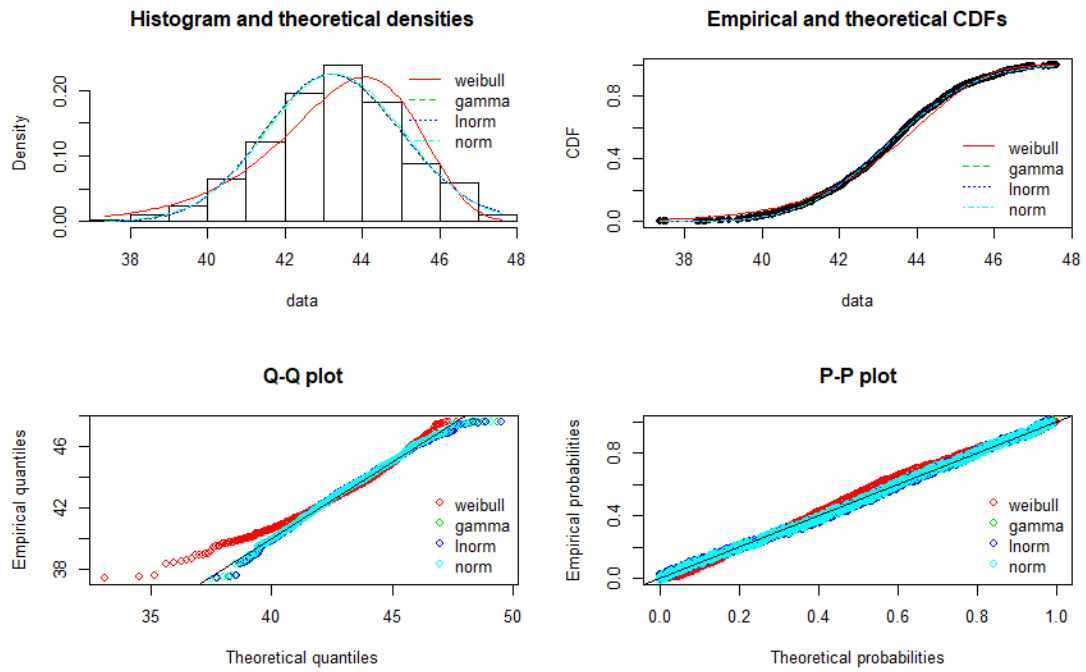 Histogram and theoretical densities
Density
0.00 0.10 0.20
weibull
gamma
lnorm
norm
38 40 42 44 46 48
data
Empirical and theoretical CDFs
CDF
0.0 0.4 0.8
weibull
gamma
lnorm
norm
38 40 42 44 46 48
data
Q-Q plot
Empirical quantiles
38 42 46
weibull
gamma
lnorm
norm
35 40 45 50
Theoretical quantiles
P-P plot
Empirical probabilities
0.0 0.4 0.8
weibull
gamma
lnorm
norm
0.0 0.2 0.4 0.6 0.8 1.0
Theoretical probabilities